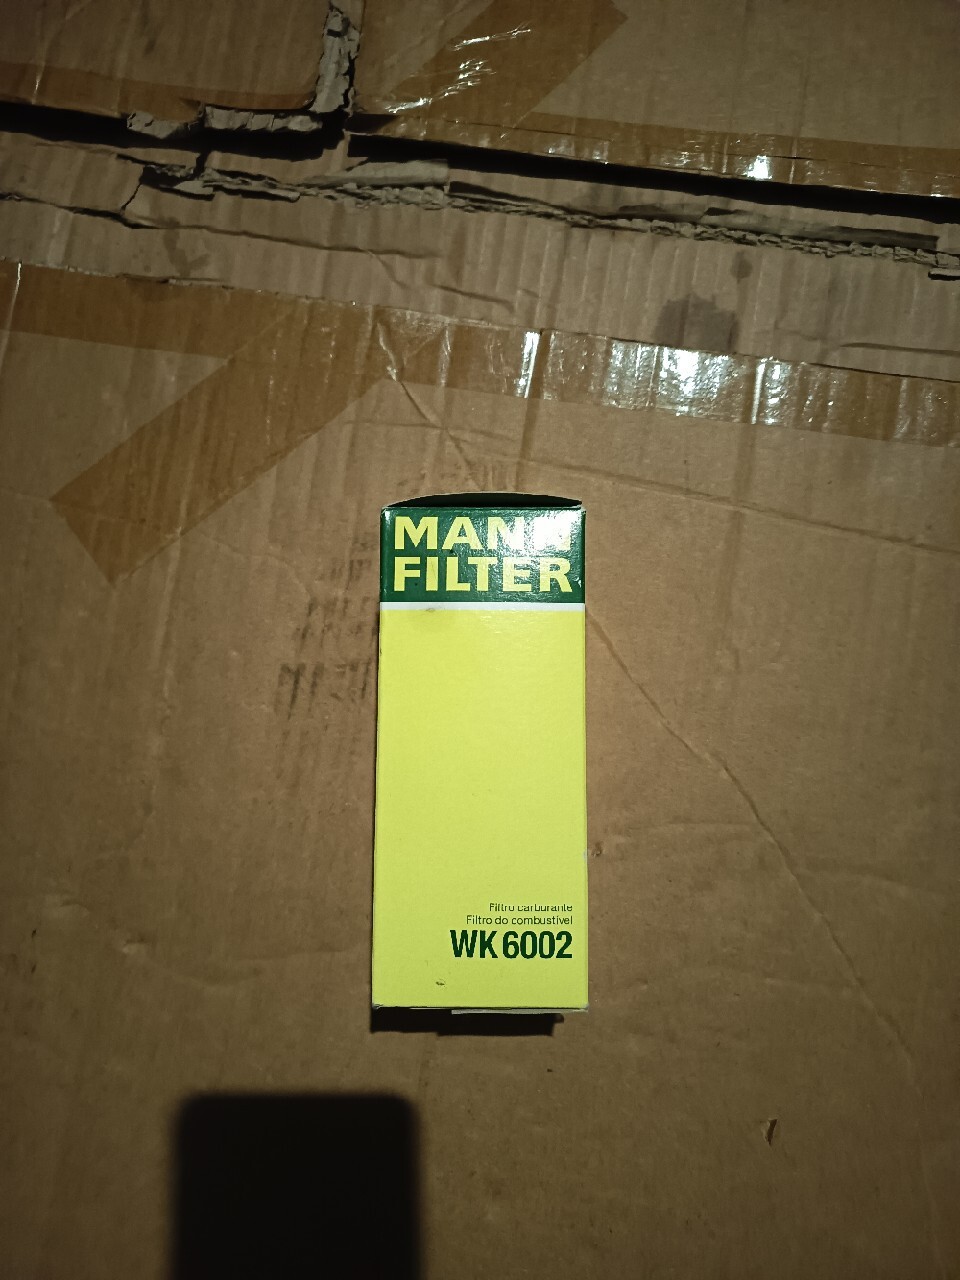 MANN
FILTER
Filtro carburante
Filtro do combustível
WK 6002